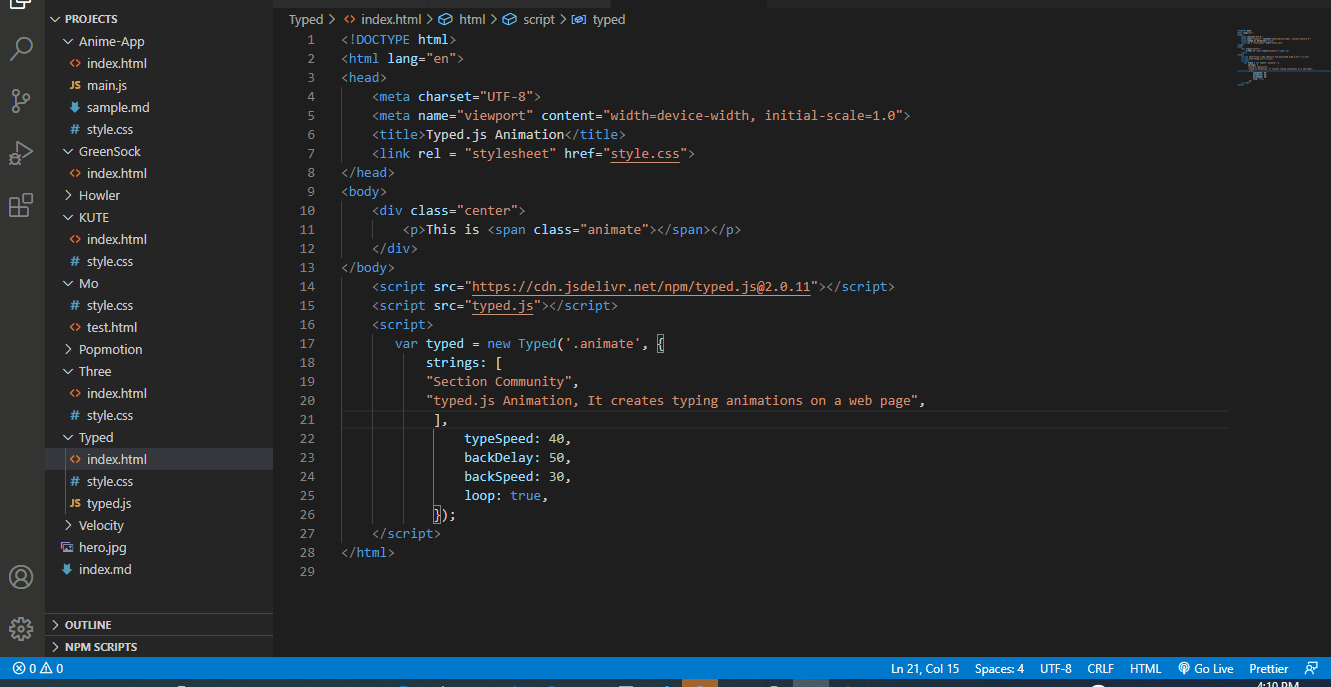 PROJECTS
Anime-App
index.html
JS main.js
sample.md
# style.css
GreenSock
index.html
Howler
KUTE
index.html
# style.css
Mo
# style.css
test.html
Popmotion
Three
index.html
# style.css
Typed
index.html
# style.css
JS typed.js
Velocity
hero.jpg
index.md
OUTLINE
NPM SCRIPTS
Typed > index.html > html > script > typed
1 <!DOCTYPE html>
2 <html lang="en">
3 <head>
4 <meta charset="UTF-8">
5 <meta name="viewport" content="width=device-width, initial-scale=1.0">
6 <title>Typed.js Animation</title>
7 <link rel = "stylesheet" href="style.css">
8 </head>
9 <body>
10 <div class="center">
11 <p>This is <span class="animate"></span></p>
12 </div>
13 </body>
14 <script src="https://cdn.jsdelivr.net/npm/typed.js@2.0.11"></script>
15 <script src="typed.js"></script>
16 <script>
17 var typed = new Typed('.animate', {
18 strings: [
19 "Section Community",
20 "typed.js Animation, It creates typing animations on a web page",
21 ],
22 typeSpeed: 40,
23 backDelay: 50,
24 backSpeed: 30,
25 loop: true,
26 });
27 </script>
28 </html>
29
0 0 Ln 21, Col 15 Spaces: 4 UTF-8 CRLF HTML Go Live Prettier
4:10 PM